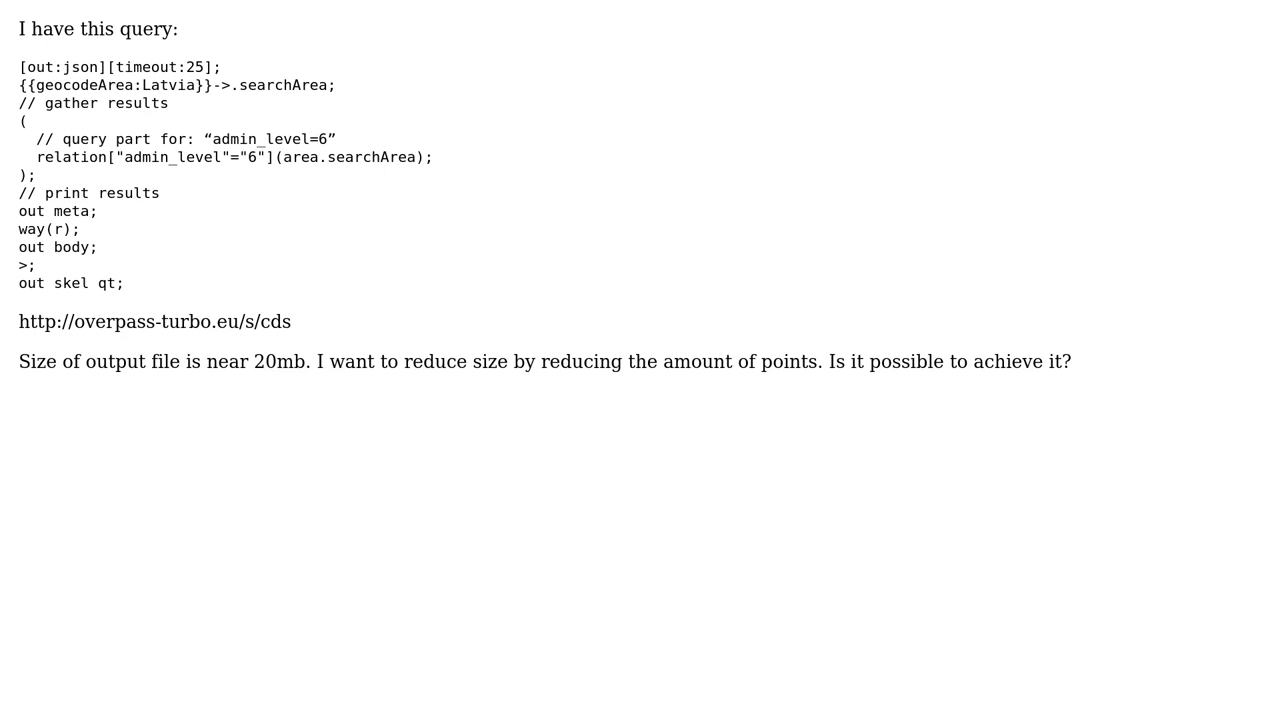 I have this query:
[out:json][timeout:25];
{{geocodeArea:Latvia}}->.searchArea;
// gather results
(
  // query part for: “admin_level=6”
  relation["admin_level"="6"](area.searchArea);
);
// print results
out meta;
way(r);
out body;
>;
out skel qt;
http://overpass-turbo.eu/s/cds
Size of output file is near 20mb. I want to reduce size by reducing the amount of points. Is it possible to achieve it?